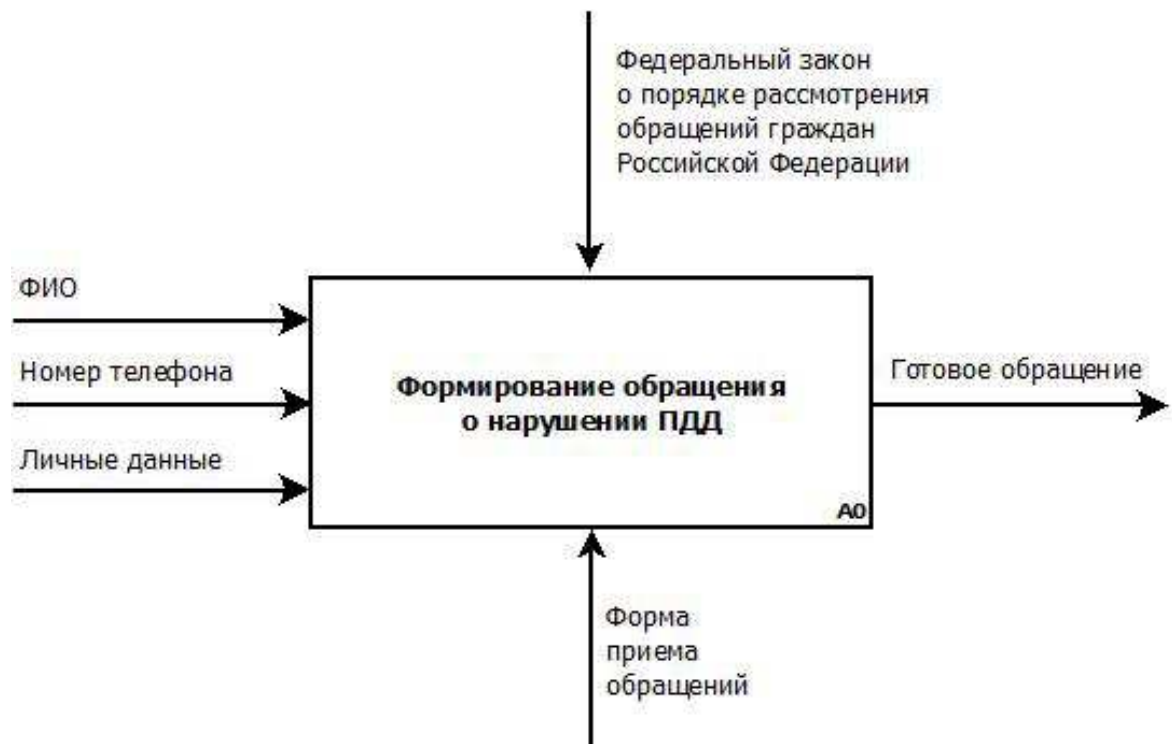 Федеральный закон
о порядке рассмотрения
обращений граждан
Российской Федерации
ФИО
Номер телефона
Личные данные
Формирование обращения
о нарушении ПДД
A0
Готовое обращение
Форма
приема
обращений